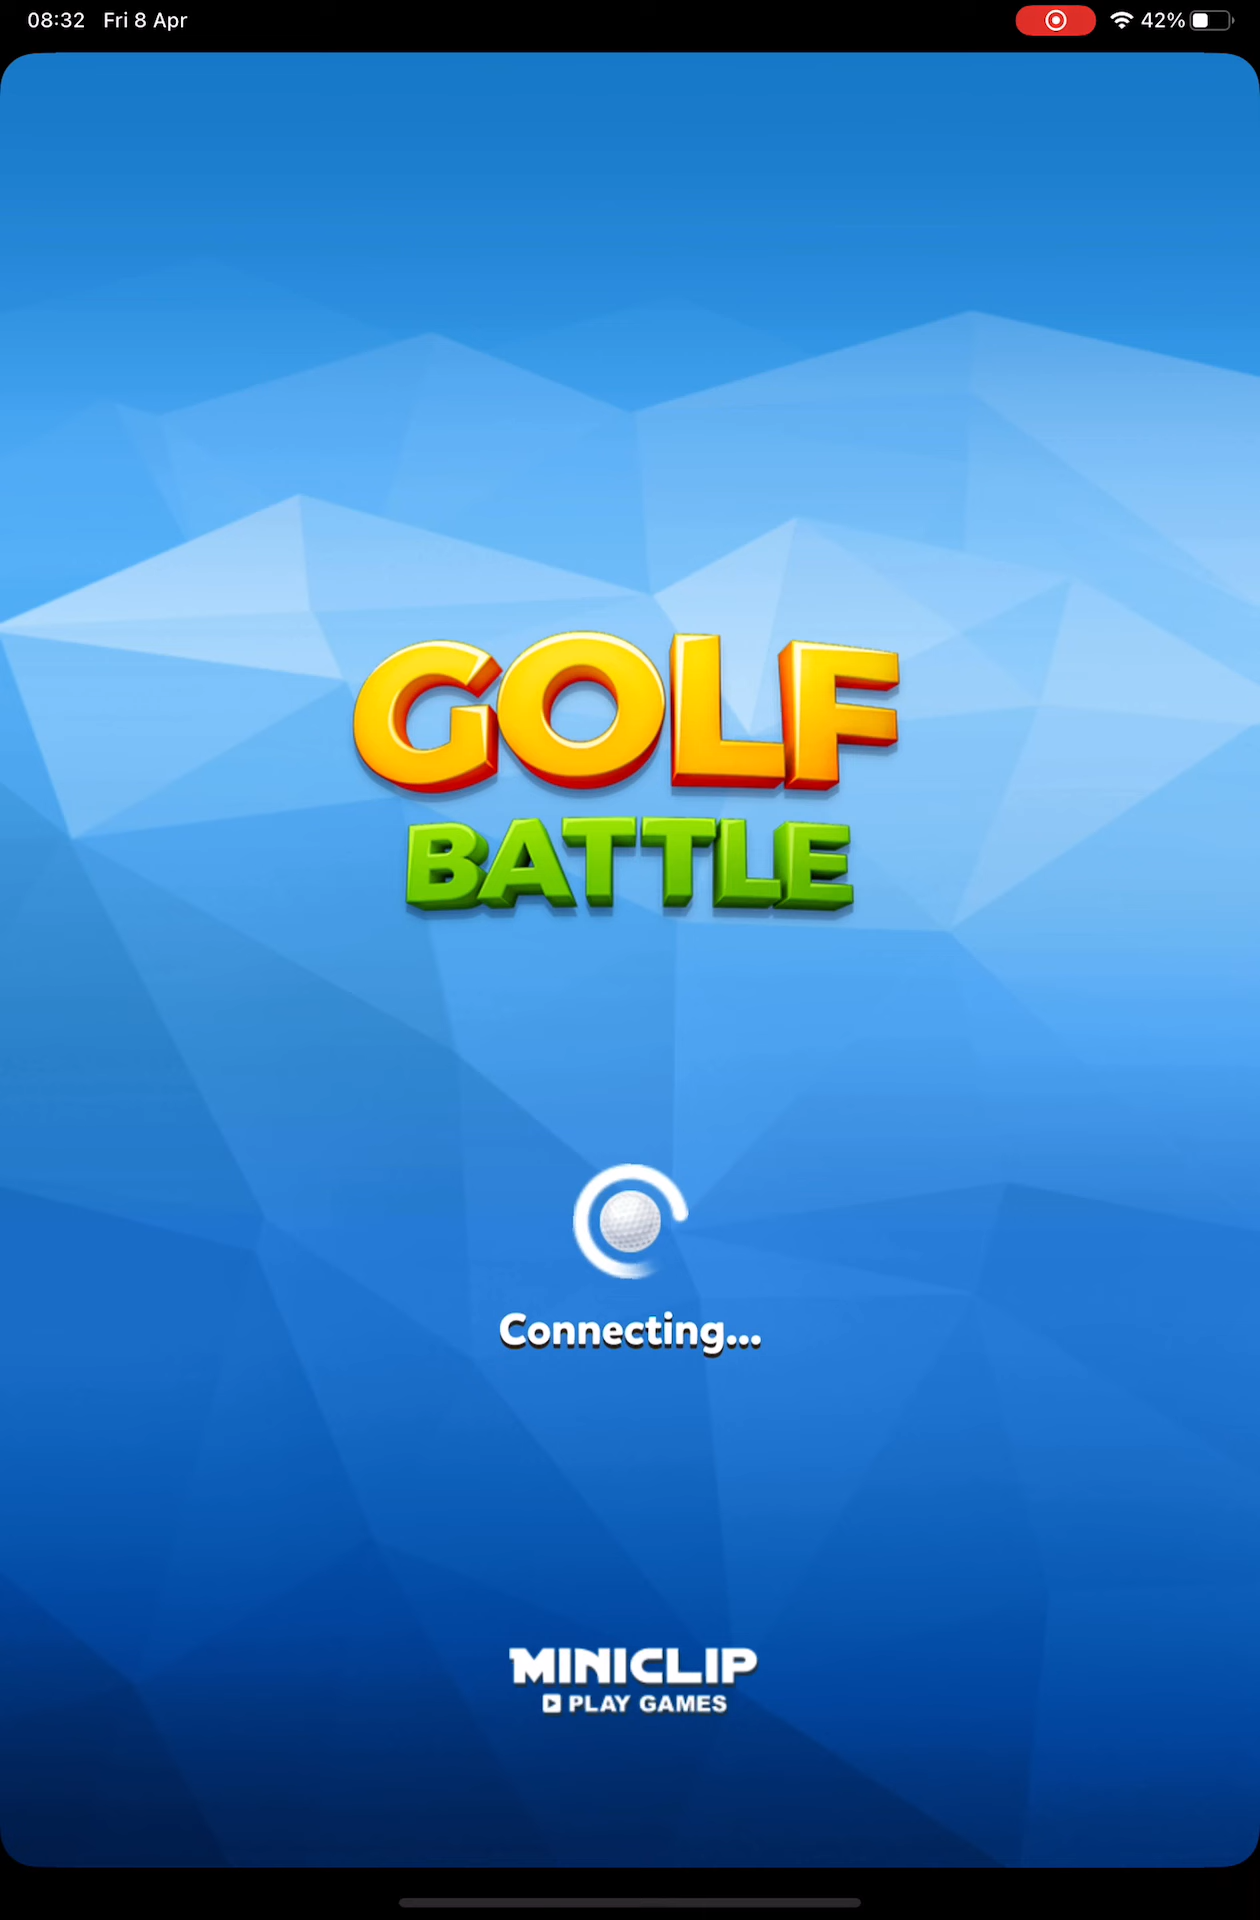 08:32 Fri 8 Apr 42%
GOLF
BATTLE
Connecting...
MINICLIP
PLAY GAMES